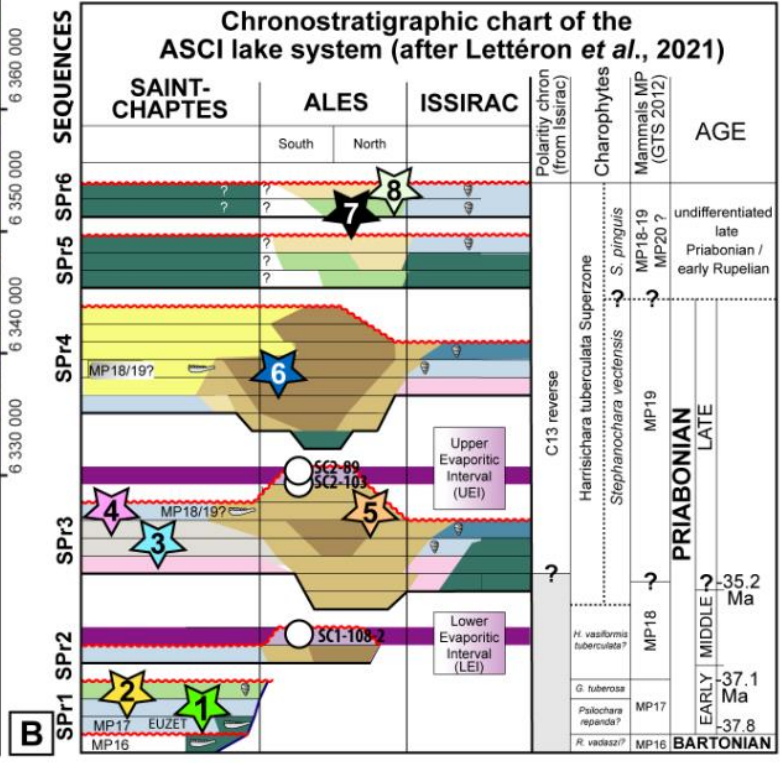 Chronostratigraphic chart of the
ASCI lake system (after Lettéron et al., 2021)
6 360 000
6 350 000
6 340 000
6 330 000
SEQUENCES
SAINT-
CHAPTES
ALES
ISSIRAC
South
North
Polaritiy chron
(from Issirac)
Charophytes
Mammals MP
(GTS 2012)
AGE
SPr6
?
?
?
?
7
8
SPr5
?
?
?
S. pinguis
MP18-19
MP20 ?
undifferentiated
late
Priabonian /
early Rupelian
?
?
SPr4
MP18/19?
6
C13 reverse
Harrisichara tuberculata Superzone
Stephanochara vectensis
MP19
PRIABONIAN
LATE
Upper
Evaporitic
Interval
(UEI)
SC2-89
SC2-103
SPr3
4
MP18/19?
3
5
?
?
?
-35.2
Ma
SPr2
SC1-108-2
Lower
Evaporitic
Interval
(LEI)
H. vasiformis
tuberculata?
MP18
MIDDLE
SPr1
2
1
MP17
EUZET
MP16
G. tuberosa
Psilochara
repanda?
MP17
EARLY
-37.1
Ma
-37.8
R. vadaszi?
MP16
BARTONIAN
B